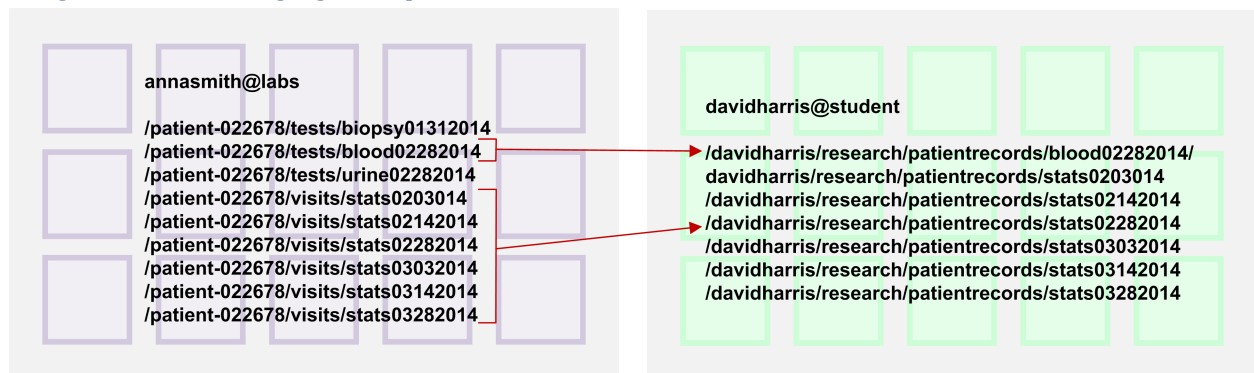 annasmith@labs
/patient-022678/tests/biopsy01312014
/patient-022678/tests/blood02282014
/patient-022678/tests/urine02282014
/patient-022678/visits/stats0203014
/patient-022678/visits/stats02142014
/patient-022678/visits/stats02282014
/patient-022678/visits/stats03032014
/patient-022678/visits/stats03142014
/patient-022678/visits/stats03282014
davidharris@student
/davidharris/research/patientrecords/blood02282014/
davidharris/research/patientrecords/stats0203014
/davidharris/research/patientrecords/stats02142014
/davidharris/research/patientrecords/stats02282014
/davidharris/research/patientrecords/stats03032014
/davidharris/research/patientrecords/stats03142014
/davidharris/research/patientrecords/stats03282014